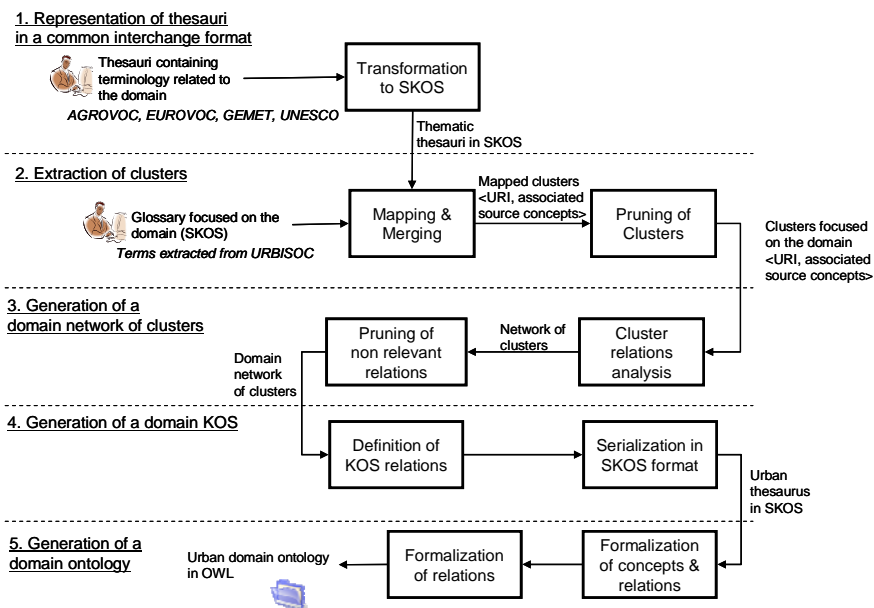 1. Representation of thesauri
in a common interchange format
Thesauri containing
terminology related to
the domain
AGROVOC, EUROVOC, GEMET, UNESCO
Transformation
to SKOS
Thematic
thesauri in SKOS
2. Extraction of clusters
Glossary focused on the
domain (SKOS)
Terms extracted from URBISOC
Mapping &
Merging
Mapped clusters
<URI, associated
source concepts>
Pruning of
Clusters
Clusters focused
on the domain
<URI, associated
source concepts>
3. Generation of a
domain network of clusters
Cluster
relations
analysis
Network of
clusters
Pruning of
non relevant
relations
Domain
network
of clusters
4. Generation of a domain KOS
Definition of
KOS relations
Serialization in
SKOS format
Urban
thesaurus
in SKOS
5. Generation of a
domain ontology
Formalization
of concepts &
relations
Formalization
of relations
Urban domain ontology
in OWL